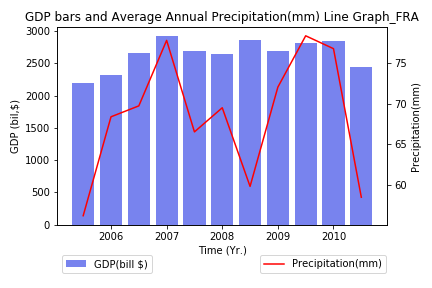 GDP bars and Average Annual Precipitation(mm) Line Graph_FRA
3000
2500
2000
1500
1000
500
0
GDP (bil,$)
75
70
65
60
Precipitation(mm)
2006 2007 2008 2009 2010
Time (Yr.)
GDP(bill $) Precipitation(mm)